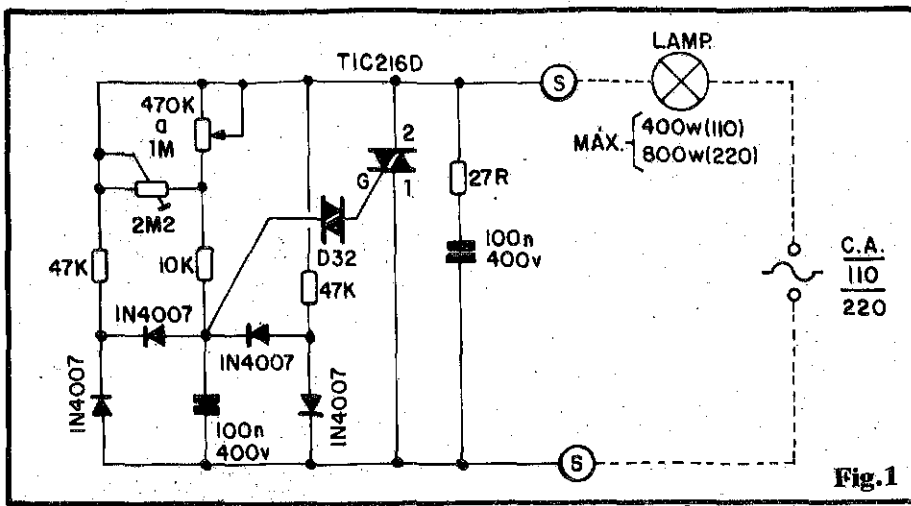 TIC216D
LAMP.
S
470K
a
1M
MÁX.
400w(110)
800w(220)
2
G
1
27R
2M2
100n
400v
C.A.
110
220
47K
10K
D32
47K
1N4007
1N4007
1N4007
1N4007
100n
400v
S
Fig.1